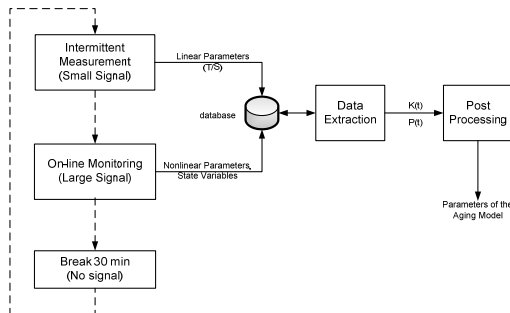 Intermittent
Measurement
(Small Signal)
Linear Parameters
(T/S)
database
Data
Extraction
K(t)
P(t)
Post
Processing
On-line Monitoring
(Large Signal)
Nonlinear Parameters,
State Variables
Parameters of the
Aging Model
Break 30 min
(No signal)